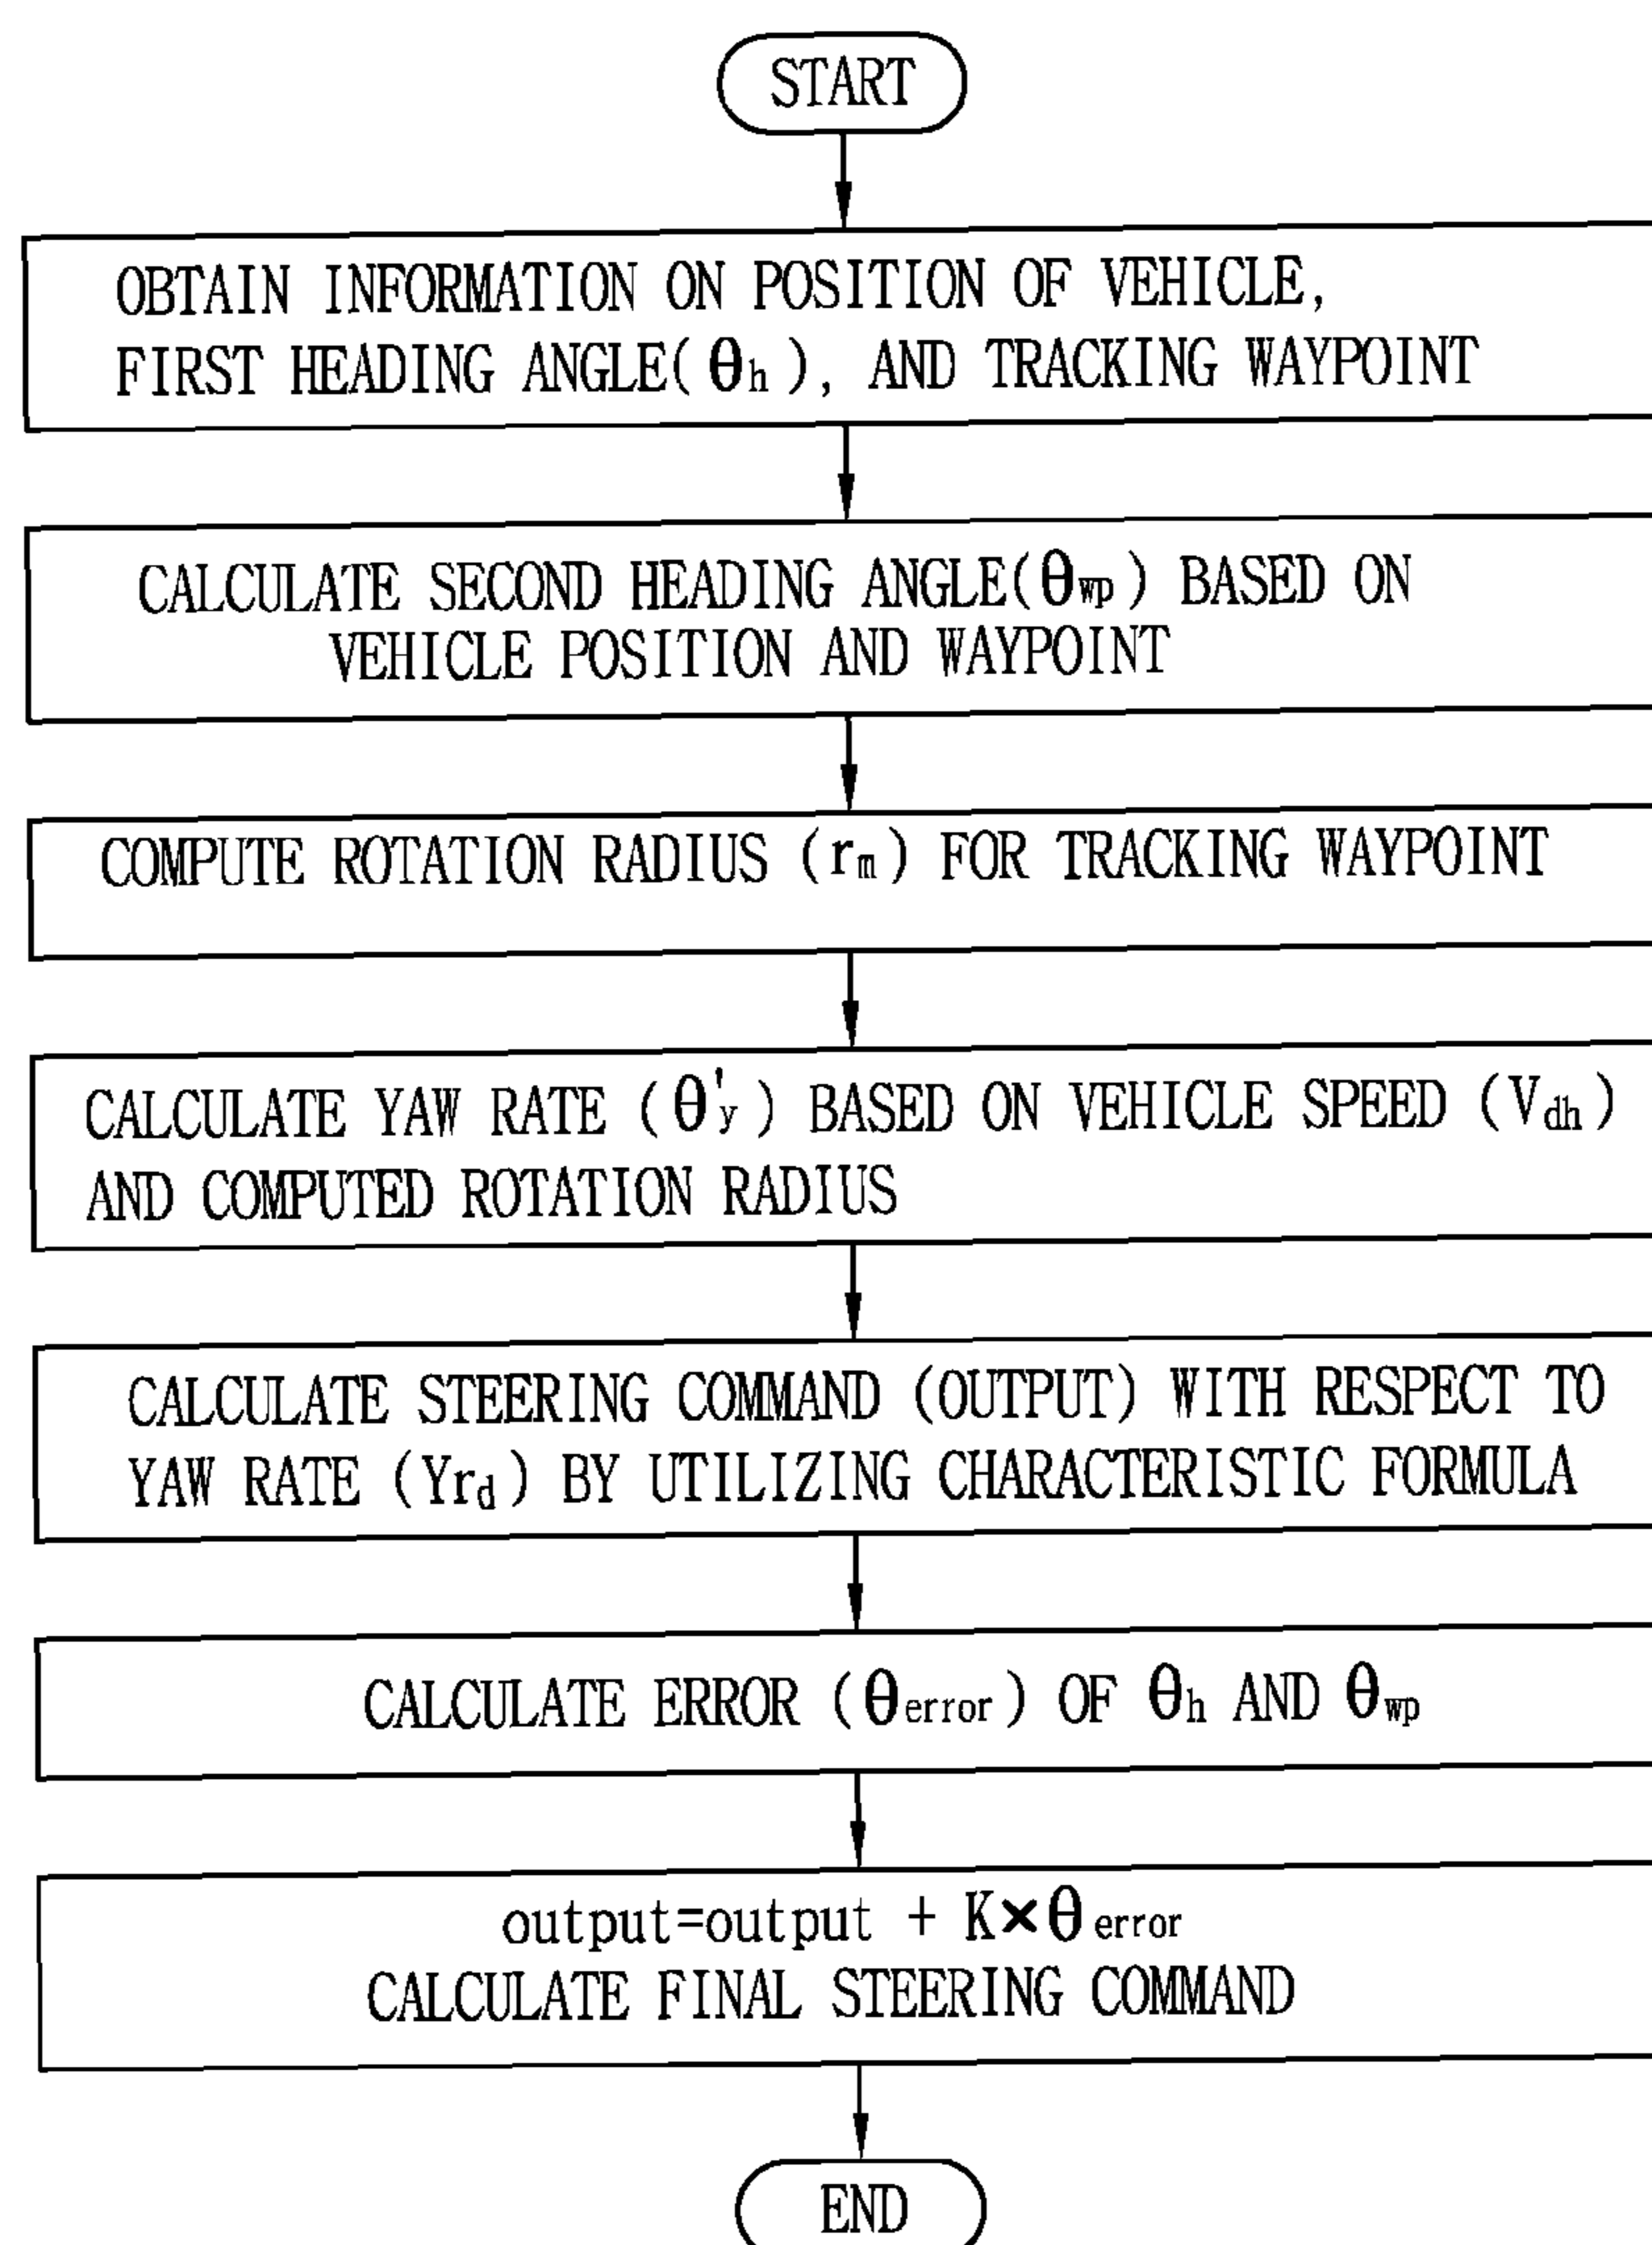 START
OBTAIN INFORMATION ON POSITION OF VEHICLE,
FIRST HEADING ANGLE(θh), AND TRACKING WAYPOINT
CALCULATE SECOND HEADING ANGLE(θwp) BASED ON
VEHICLE POSITION AND WAYPOINT
COMPUTE ROTATION RADIUS (rm) FOR TRACKING WAYPOINT
CALCULATE YAW RATE (θ'y) BASED ON VEHICLE SPEED (Vdh)
AND COMPUTED ROTATION RADIUS
CALCULATE STEERING COMMAND (OUTPUT) WITH RESPECT TO
YAW RATE (Yrd) BY UTILIZING CHARACTERISTIC FORMULA
CALCULATE ERROR (θerror) OF θh AND θwp
output=output + K×θerror
CALCULATE FINAL STEERING COMMAND
END